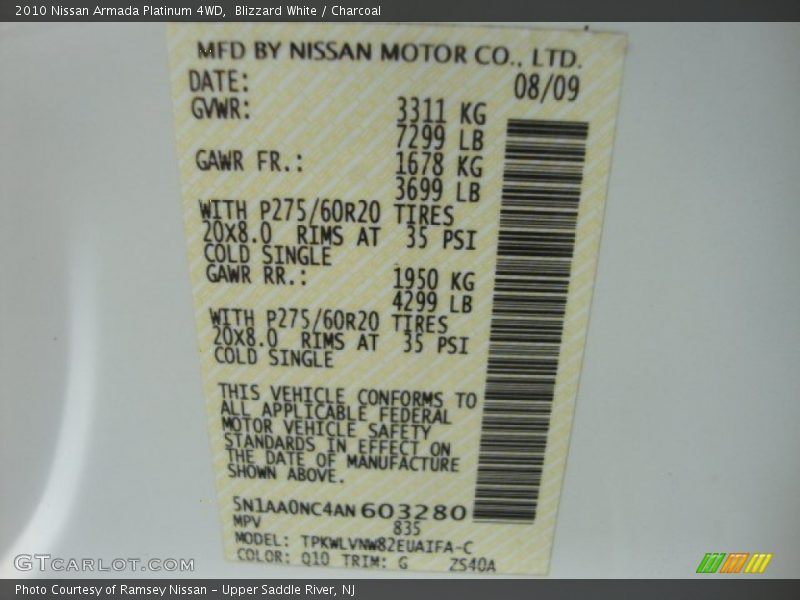 2010 Nissan Armada Platinum 4WD, Blizzard White / Charcoal
MFD BY NISSAN MOTOR CO., LTD.
DATE: 08/09
GVWR: 3311 KG
7299 LB
GAWR FR.: 1678 KG
3699 LB
WITH P275/60R20 TIRES
20X8.0 RIMS AT 35 PSI
COLD SINGLE
GAWR RR.: 1950 KG
4299 LB
WITH P275/60R20 TIRES
20X8.0 RIMS AT 35 PSI
COLD SINGLE
THIS VEHICLE CONFORMS TO
ALL APPLICABLE FEDERAL
MOTOR VEHICLE SAFETY
STANDARDS IN EFFECT ON
THE DATE OF MANUFACTURE
SHOWN ABOVE.
5N1AA0NC4AN603280
MPV 835
MODEL: TPKWLVNW82EUAIFA-C
COLOR: Q10 TRIM: G ZS40A
GTCarLot.com
Photo Courtesy of Ramsey Nissan - Upper Saddle River, NJ